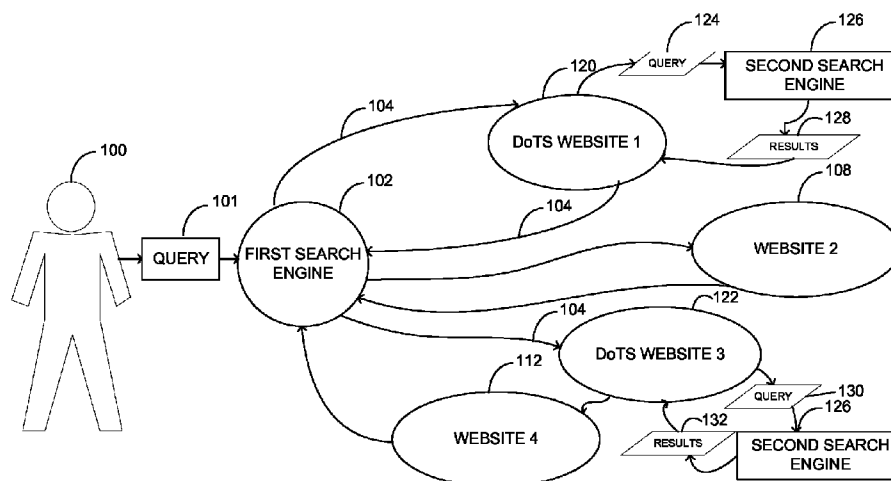 124
126
QUERY
SECOND SEARCH
ENGINE
120
104
DoTS WEBSITE 1
128
RESULTS
100
102
108
101
104
QUERY
FIRST SEARCH
ENGINE
WEBSITE 2
122
104
DoTS WEBSITE 3
112
130
QUERY
126
132
WEBSITE 4
RESULTS
SECOND SEARCH
ENGINE